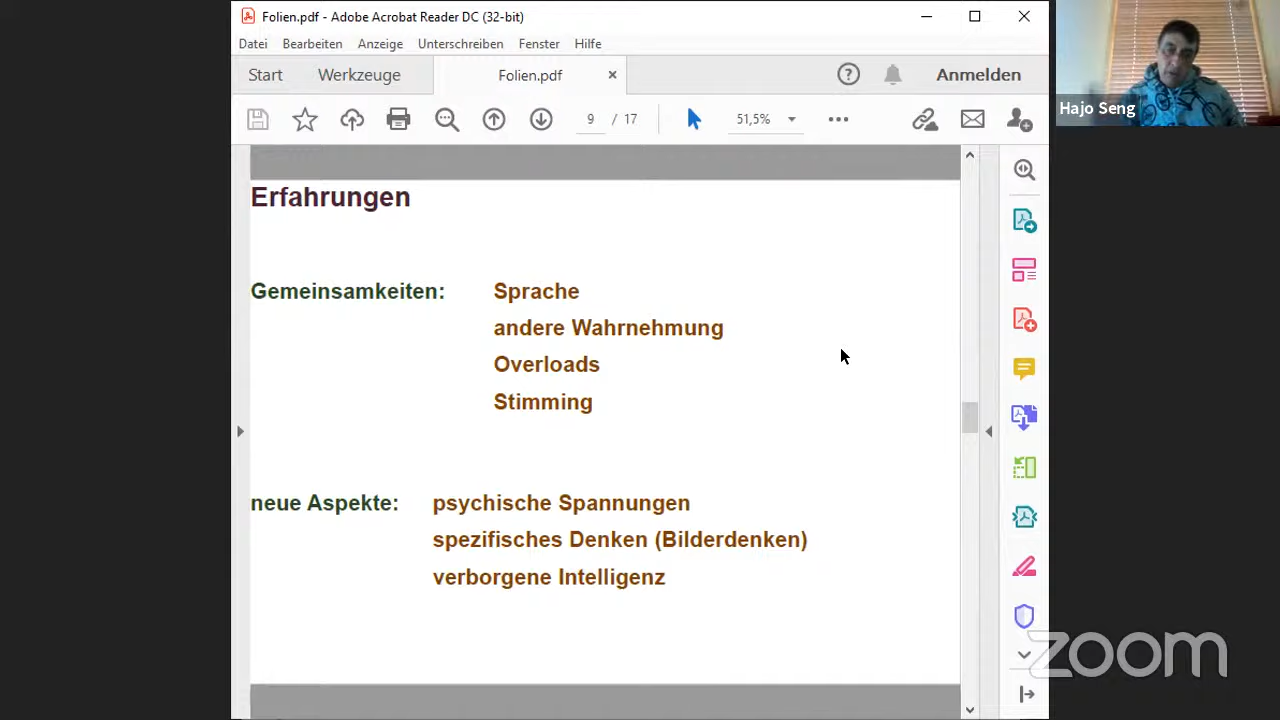 Folien.pdf - Adobe Acrobat Reader DC (32-bit)
Datei Bearbeiten Anzeige Unterschreiben Fenster Hilfe
Start Werkzeuge Folien.pdf Anmelden
9 / 17 51,5%
Hajo Seng
Erfahrungen
Gemeinsamkeiten: Sprache
andere Wahrnehmung
Overloads
Stimming
neue Aspekte: psychische Spannungen
spezifisches Denken (Bilderdenken)
verborgene Intelligenz
zoom